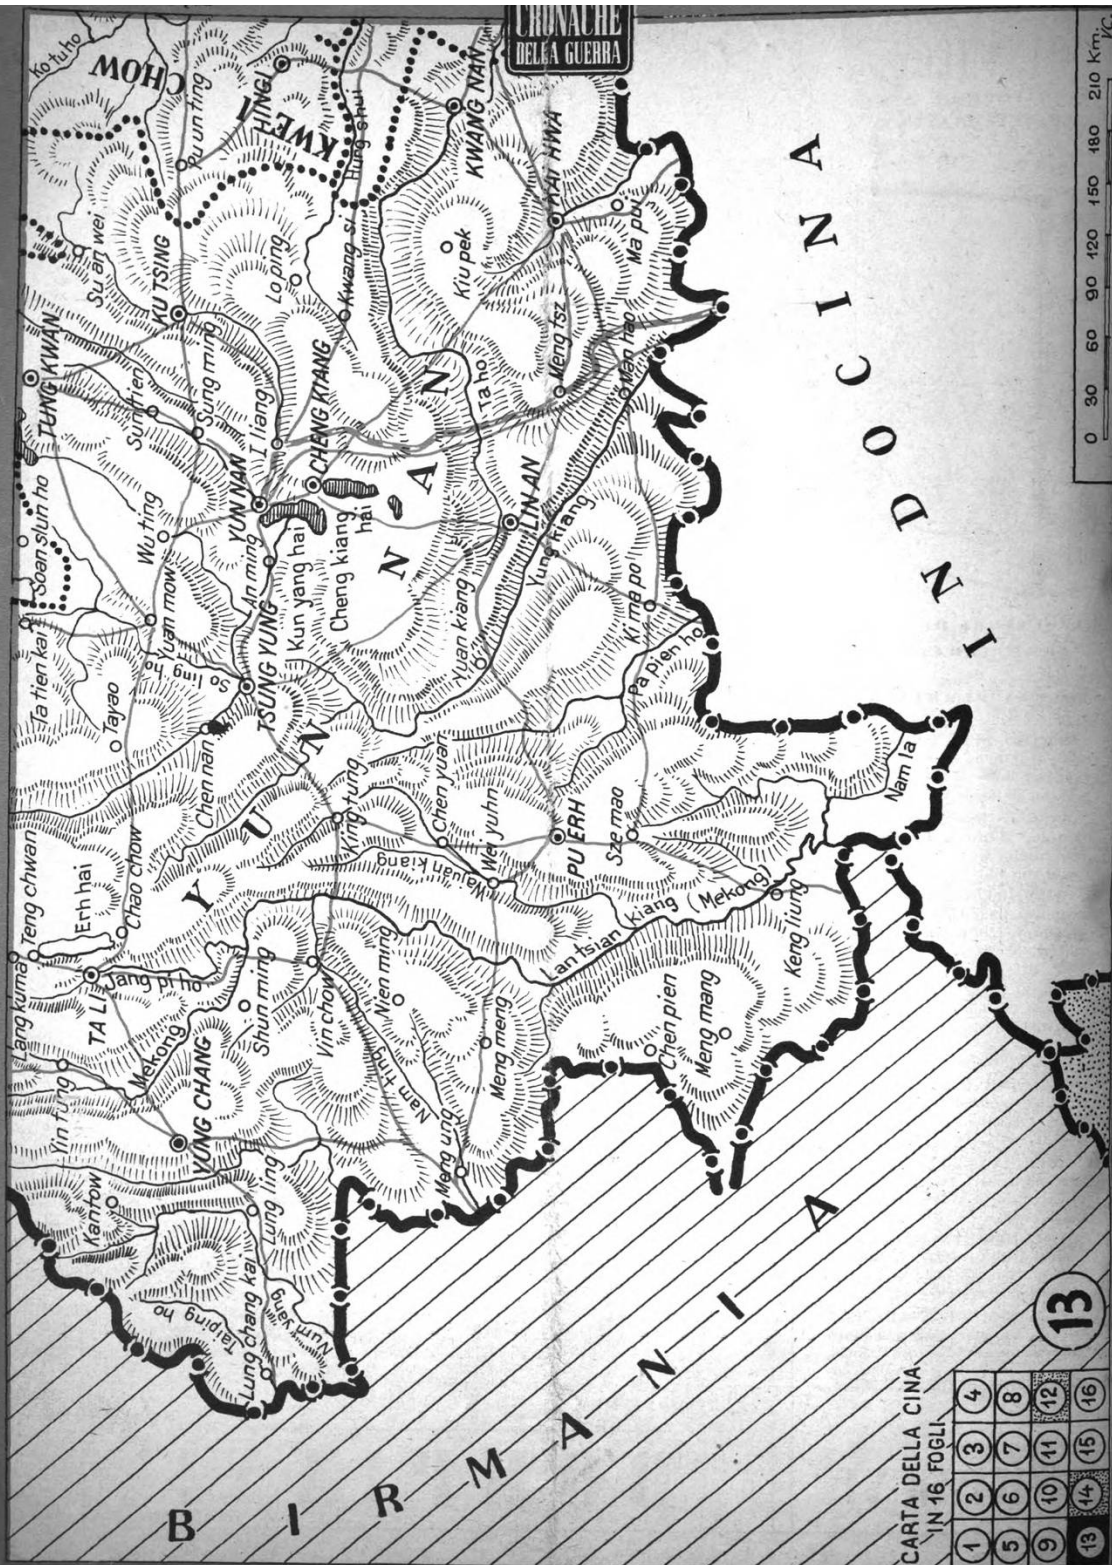 CRONACHE
DELLA GUERRA
Ko tu ho
KWEI
CHOW
Pu un ting
HINGI
Hung shui
KWANG NAN
Su an wei
KU TSING
Lo ping
Kwang si
Kiu pek
KAI HWA
Ma pu
TUNG KWAN
Sun tien
Sung ming
I liang
CHENG KIANG
Ta ho
Meng tsz
Man hao
Soan slun ho
Wu ting
YUN NAN
An ming
Kun yang hai
Cheng kiang
hai
LIN AN
Yung kiang
Ta tien kai
Yuan mow
So ling ho
TSUNG YUNG
Yuan kiang
Ki ma po
Pa pien ho
Tayao
Chen nan
YUNNAN
King tung
Chen yuan
Wei yuhn
Waiyuan kiang
PU ERH
Sze mao
Nam la
Teng chwan
Erh hai
Chao chow
Lang kuma
TA LI
Jang pi ho
Mekong
Shun ming
Vin chow
Nien ming
Lan tsian kiang (Mekong)
Keng liung
Yin tung
YUNG CHANG
Nam king
Meng meng
Chen pien
Meng mang
Meng ung
Kantow
Lung ling
Taiping ho
Lung chang kai
Num yang
INDOCINA
BIRMANIA
0 30 60 90 120 150 180 210 Km.
CARTA DELLA CINA
IN 16 FOGLI
1 2 3 4
5 6 7 8
9 10 11 12
13 14 15 16
13